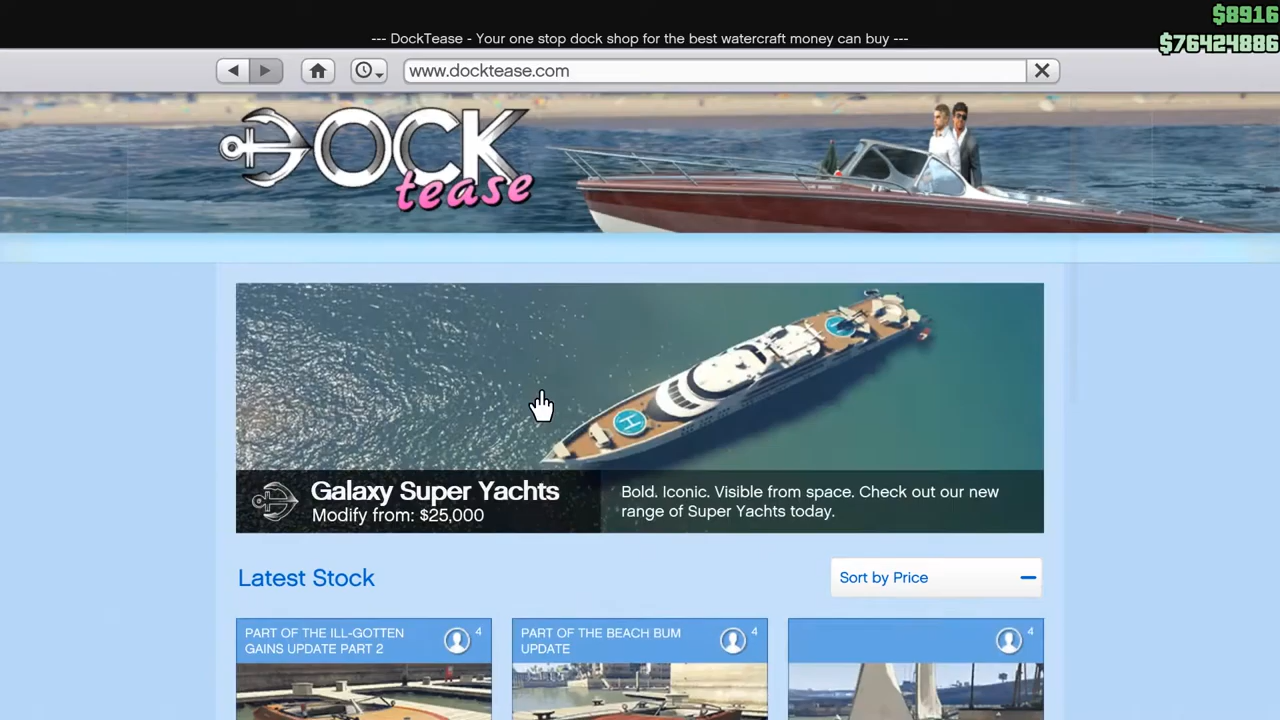 $8916
--- DockTease - Your one stop dock shop for the best watercraft money can buy ---
$76424886
www.docktease.com
DOCK
tease
H
Galaxy Super Yachts
Modify from: $25,000
Bold. Iconic. Visible from space. Check out our new
range of Super Yachts today.
Latest Stock
Sort by Price
PART OF THE ILL-GOTTEN
GAINS UPDATE PART 2
4
PART OF THE BEACH BUM
UPDATE
4
4